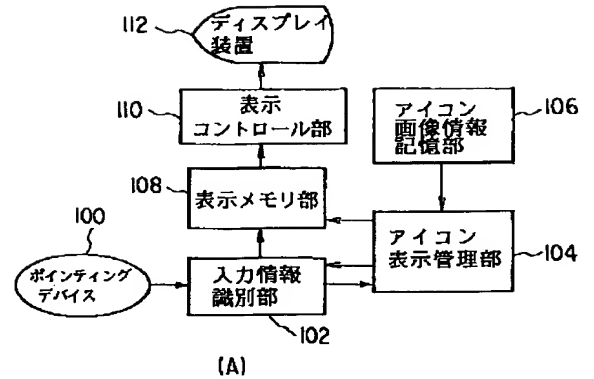 112
ディスプレイ
装置
110
表示
コントロール部
アイコン
画像情報
記憶部
106
108
表示メモリ部
100
ポインティング
デバイス
入力情報
識別部
102
アイコン
表示管理部
104
(A)